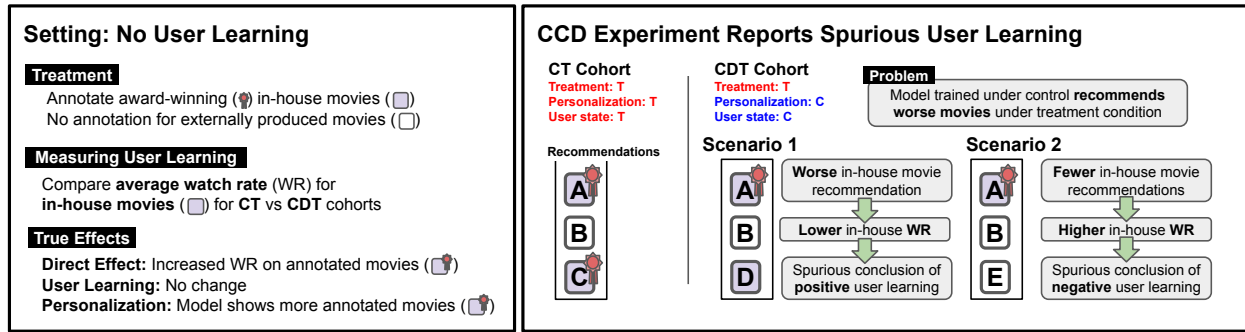 Setting: No User Learning
Treatment
Annotate award-winning ( ) in-house movies ( )
No annotation for externally produced movies ( )
Measuring User Learning
Compare average watch rate (WR) for
in-house movies ( ) for CT vs CDT cohorts
True Effects
Direct Effect: Increased WR on annotated movies ( )
User Learning: No change
Personalization: Model shows more annotated movies ( )
CCD Experiment Reports Spurious User Learning
CT Cohort
Treatment: T
Personalization: T
User state: T
Recommendations
A
B
C
CDT Cohort
Treatment: T
Personalization: C
User state: C
Problem
Model trained under control recommends
worse movies under treatment condition
Scenario 1
A
B
D
Worse in-house movie
recommendation
Lower in-house WR
Spurious conclusion of
positive user learning
Scenario 2
A
B
E
Fewer in-house movie
recommendations
Higher in-house WR
Spurious conclusion of
negative user learning